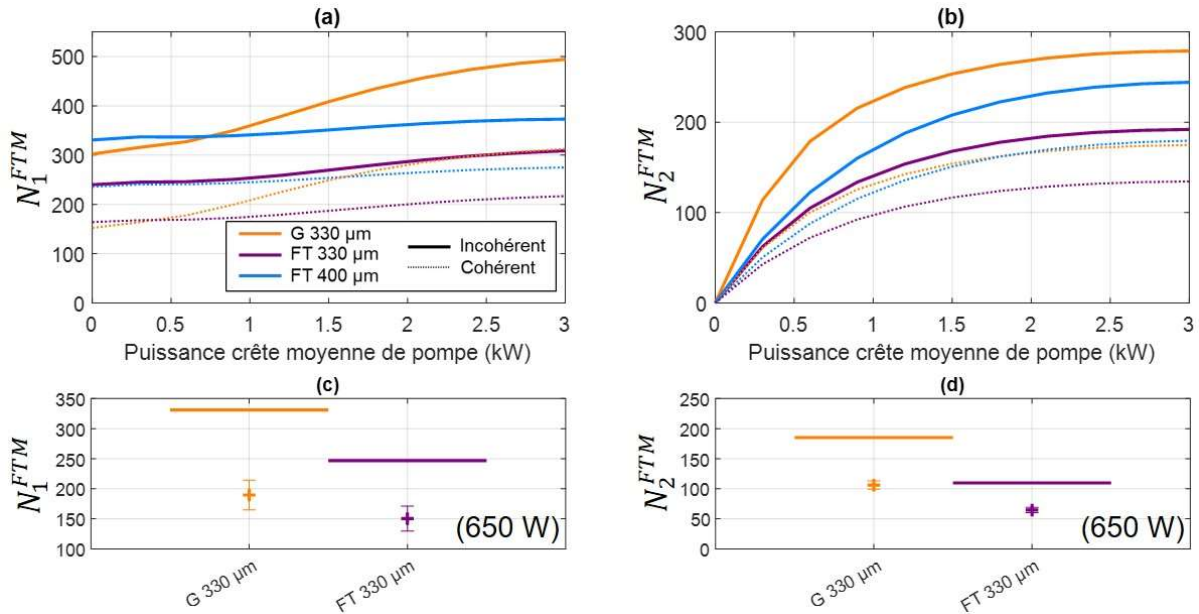 (a)
N_1^{FTM}
500
400
300
200
100
0
G 330 µm
FT 330 µm
FT 400 µm
Incohérent
Cohérent
0 0.5 1 1.5 2 2.5 3
Puissance crête moyenne de pompe (kW)
(b)
N_2^{FTM}
300
200
100
0
0 0.5 1 1.5 2 2.5 3
Puissance crête moyenne de pompe (kW)
(c)
N_1^{FTM}
350
300
250
200
150
100
(650 W)
G 330 µm
FT 330 µm
(d)
N_2^{FTM}
250
200
150
100
50
0
(650 W)
G 330 µm
FT 330 µm